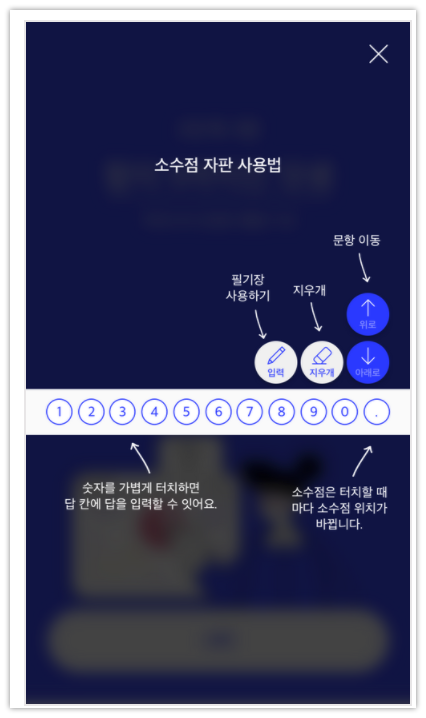 소수점 자판 사용법
문항 이동
필기장
사용하기
지우개
위로
입력
지우개
아래로
1 2 3 4 5 6 7 8 9 0 .
숫자를 가볍게 터치하면
답 칸에 답을 입력할 수 잇어요.
소수점은 터치할 때
마다 소수점 위치가
바뀝니다.